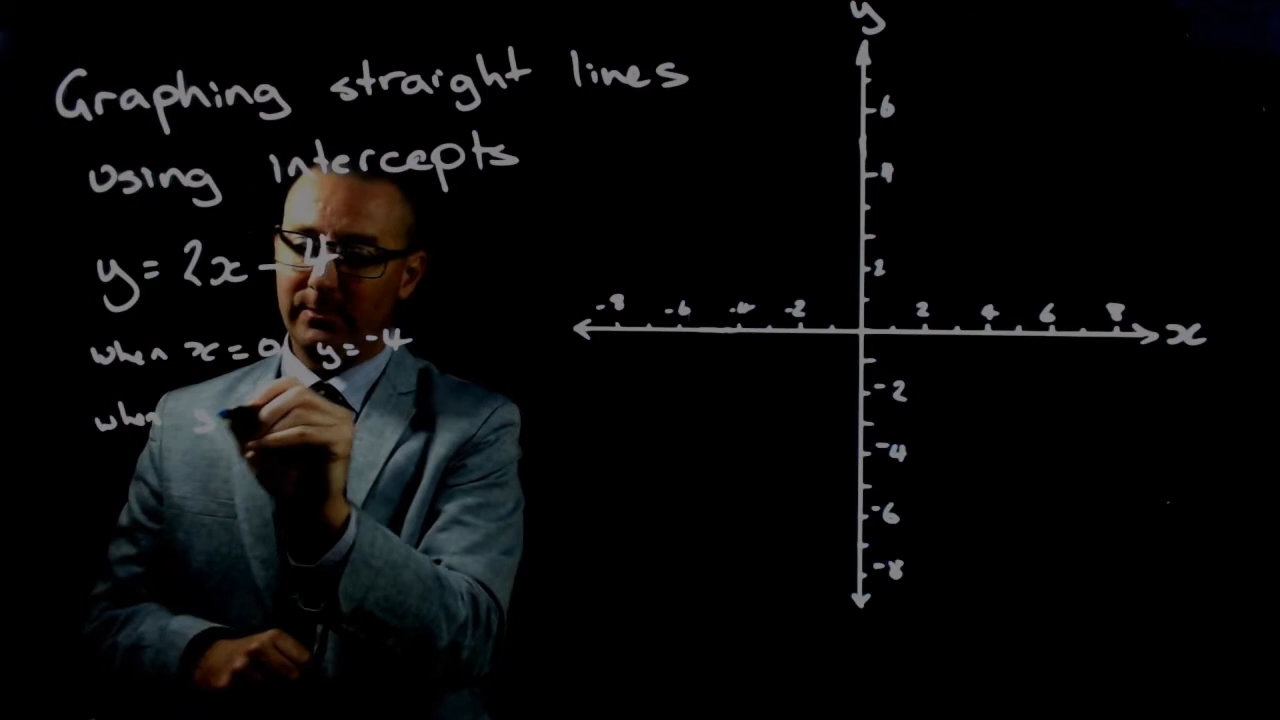 Graphing straight lines
using intercepts
y = 2x - 4
when x = 0 y = -4
when y
y
6
4
2
-8 -6 -4 -2 2 4 6 8 x
-2
-4
-6
-8